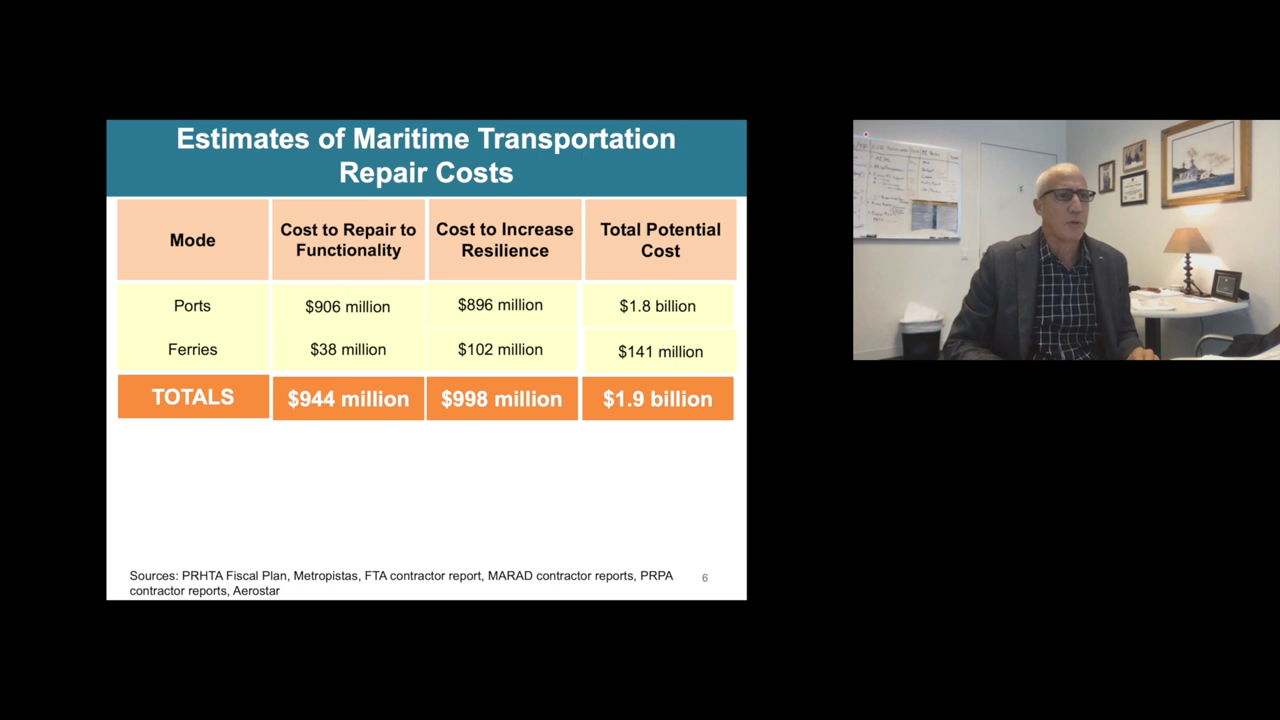 Estimates of Maritime Transportation
Repair Costs
Mode
Cost to Repair to
Functionality
Cost to Increase
Resilience
Total Potential
Cost
Ports
$906 million
$896 million
$1.8 billion
Ferries
$38 million
$102 million
$141 million
TOTALS
$944 million
$998 million
$1.9 billion
Sources: PRHTA Fiscal Plan, Metropistas, FTA contractor report, MARAD contractor reports, PRPA
contractor reports, Aerostar
6